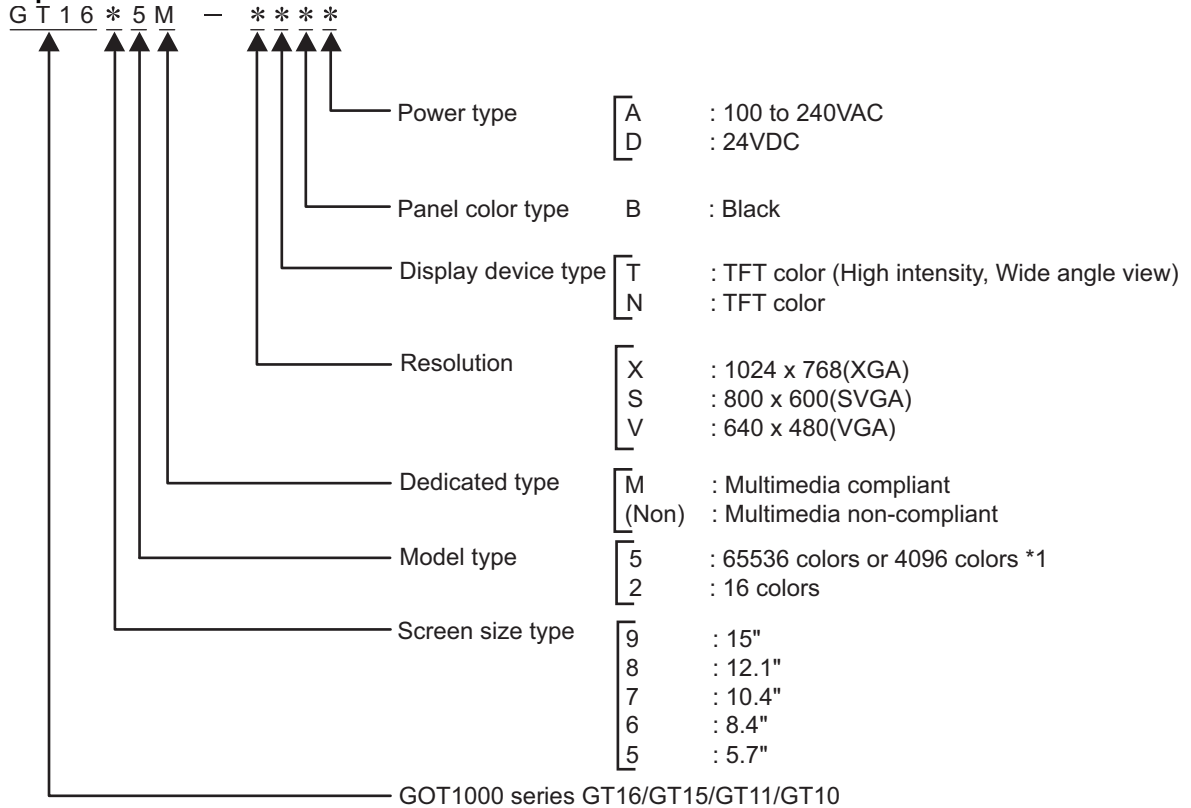 G T 1 6 * 5 M － * * * *
Power type
A : 100 to 240VAC
D : 24VDC
Panel color type B : Black
Display device type
T : TFT color (High intensity, Wide angle view)
N : TFT color
Resolution
X : 1024 x 768(XGA)
S : 800 x 600(SVGA)
V : 640 x 480(VGA)
Dedicated type
M : Multimedia compliant
(Non) : Multimedia non-compliant
Model type
5 : 65536 colors or 4096 colors *1
2 : 16 colors
Screen size type
9 : 15"
8 : 12.1"
7 : 10.4"
6 : 8.4"
5 : 5.7"
GOT1000 series GT16/GT15/GT11/GT10